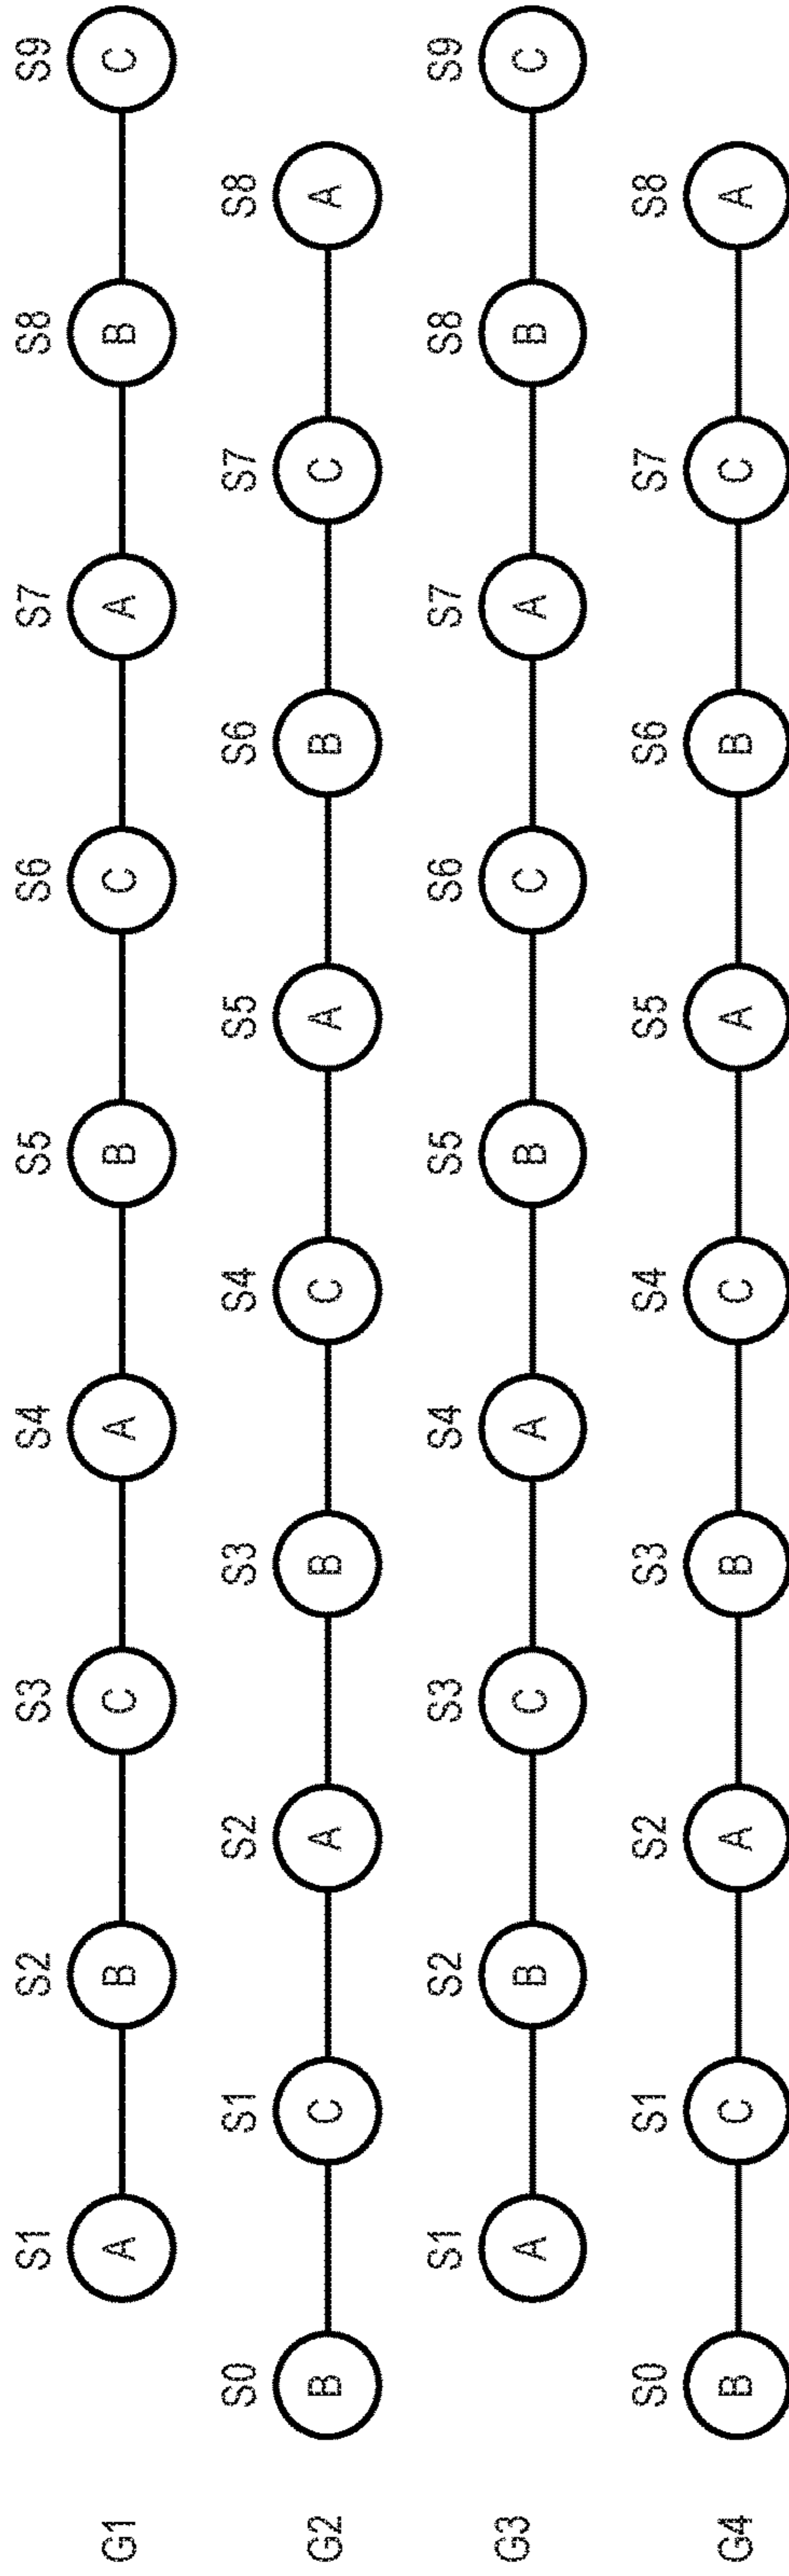 S1 S2 S3 S4 S5 S6 S7 S8 S9
G1 A B C A B C A B C
S0 S1 S2 S3 S4 S5 S6 S7 S8
G2 B C A B C A B C A
S1 S2 S3 S4 S5 S6 S7 S8 S9
G3 A B C A B C A B C
S0 S1 S2 S3 S4 S5 S6 S7 S8
G4 B C A B C A B C A